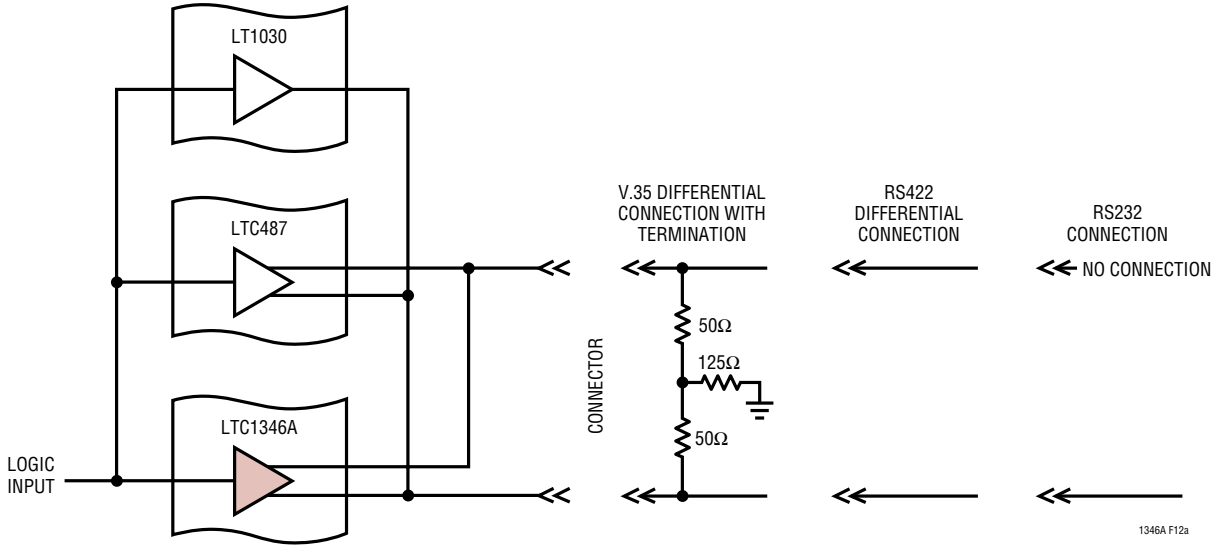 LT1030
LTC487
LTC1346A
LOGIC
INPUT
CONNECTOR
V.35 DIFFERENTIAL
CONNECTION WITH
TERMINATION
50Ω
125Ω
50Ω
RS422
DIFFERENTIAL
CONNECTION
RS232
CONNECTION
NO CONNECTION
1346A F12a